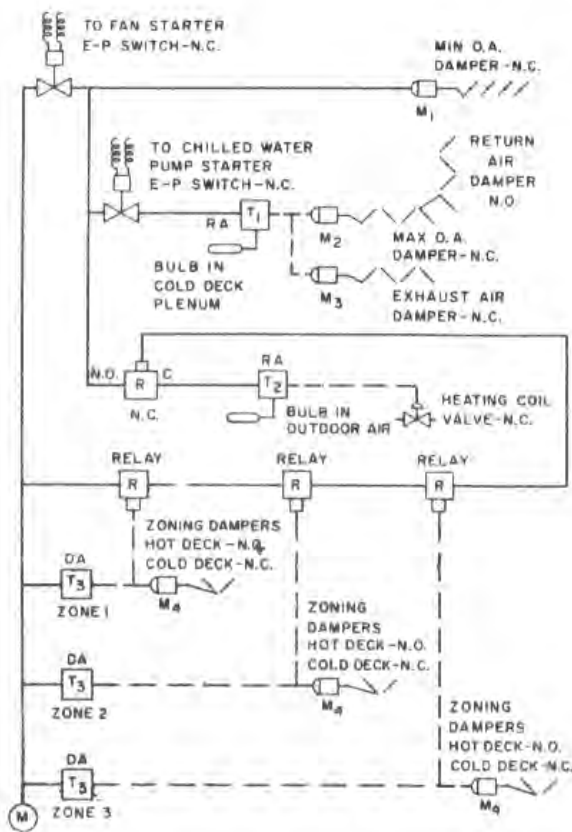 TO FAN STARTER
E-P SWITCH-N.C.
MIN O.A.
DAMPER-N.C.
M1
TO CHILLED WATER
PUMP STARTER
E-P SWITCH-N.C.
RETURN
AIR
DAMPER
N.O.
RA
T1
M2
MAX O.A.
DAMPER-N.C.
BULB IN
COLD DECK
PLENUM
M3
EXHAUST AIR
DAMPER-N.C.
N.O.
R
C
N.C.
RA
T2
BULB IN
OUTDOOR AIR
HEATING COIL
VALVE-N.C.
RELAY
RELAY
RELAY
R
R
R
ZONING DAMPERS
HOT DECK-N.O.
COLD DECK-N.C.
DA
T3
ZONE 1
M4
ZONING
DAMPERS
HOT DECK-N.O.
COLD DECK-N.C.
DA
T3
ZONE 2
M4
ZONING
DAMPERS
HOT DECK-N.O.
COLD DECK-N.C.
DA
T3
ZONE 3
M4
M